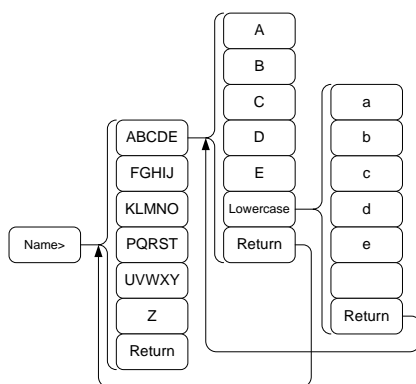 Name>
ABCDE
FGHIJ
KLMNO
PQRST
UVWXY
Z
Return
A
B
C
D
E
Lowercase
Return
a
b
c
d
e
Return